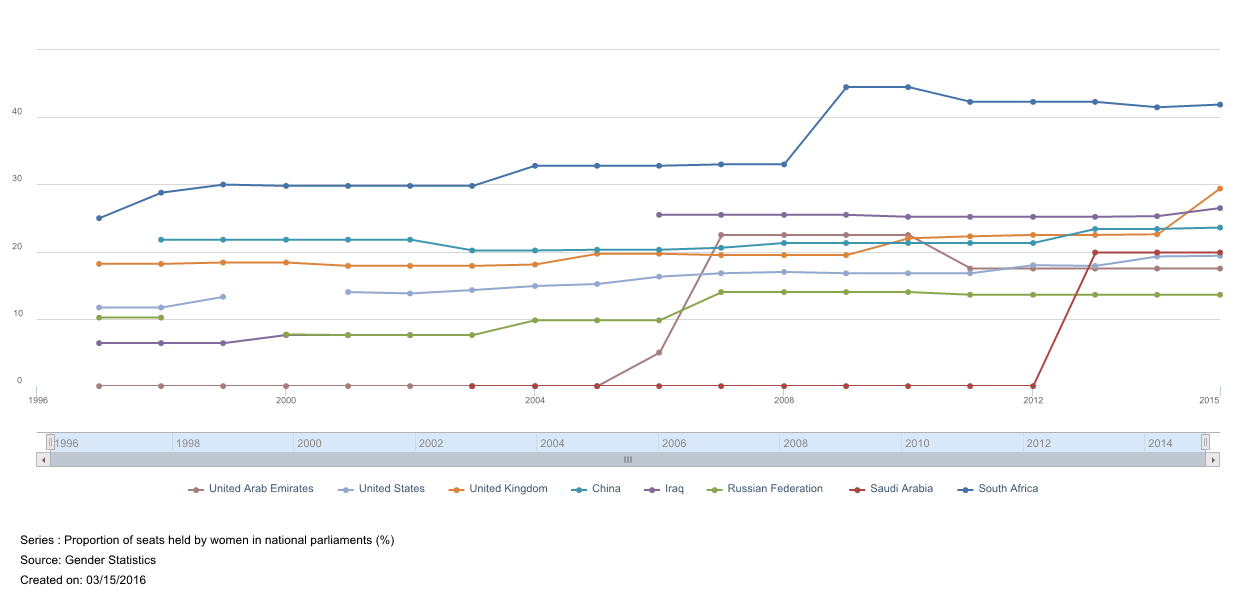 40
30
20
10
0
1996 2000 2004 2008 2012 2015
1996 1998 2000 2002 2004 2006 2008 2010 2012 2014
United Arab Emirates United States United Kingdom China Iraq Russian Federation Saudi Arabia South Africa
Series : Proportion of seats held by women in national parliaments (%)
Source: Gender Statistics
Created on: 03/15/2016